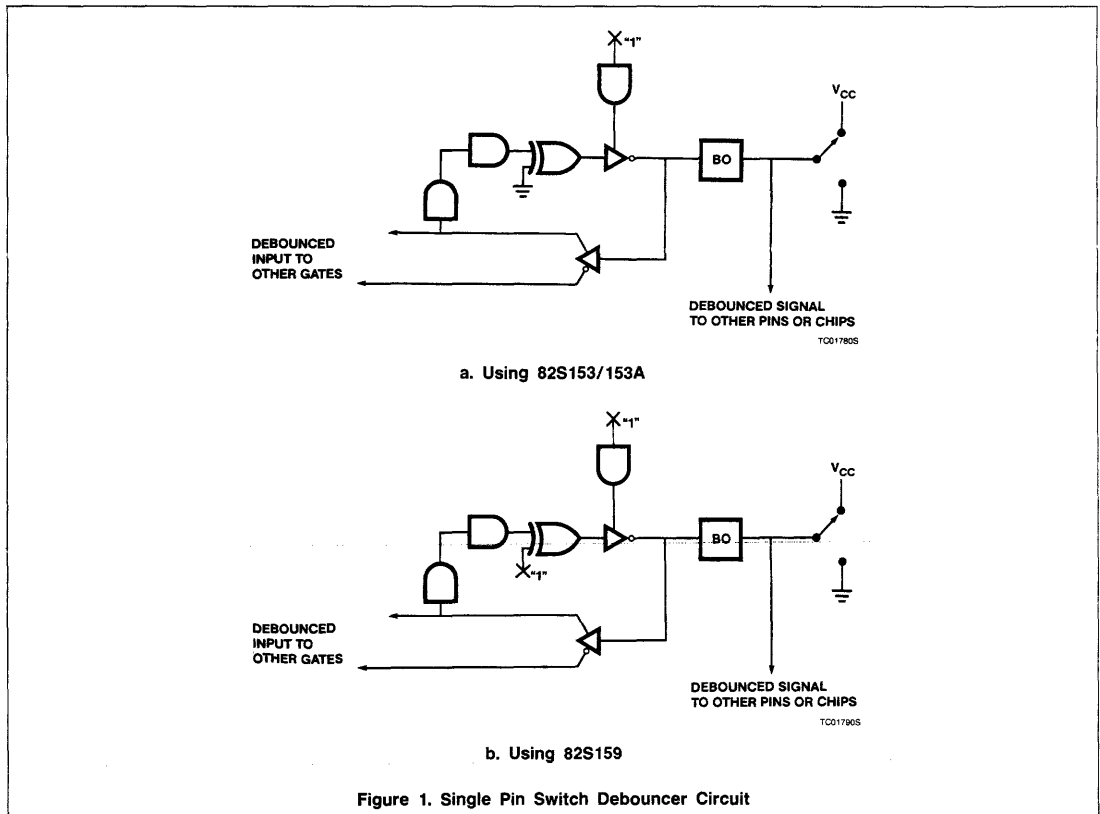 "1"
VCC
BO
DEBOUNCED
INPUT TO
OTHER GATES
DEBOUNCED SIGNAL
TO OTHER PINS OR CHIPS
TC01780S
a. Using 82S153/153A
"1"
VCC
BO
"1"
DEBOUNCED
INPUT TO
OTHER GATES
DEBOUNCED SIGNAL
TO OTHER PINS OR CHIPS
TC01790S
b. Using 82S159
Figure 1. Single Pin Switch Debouncer Circuit